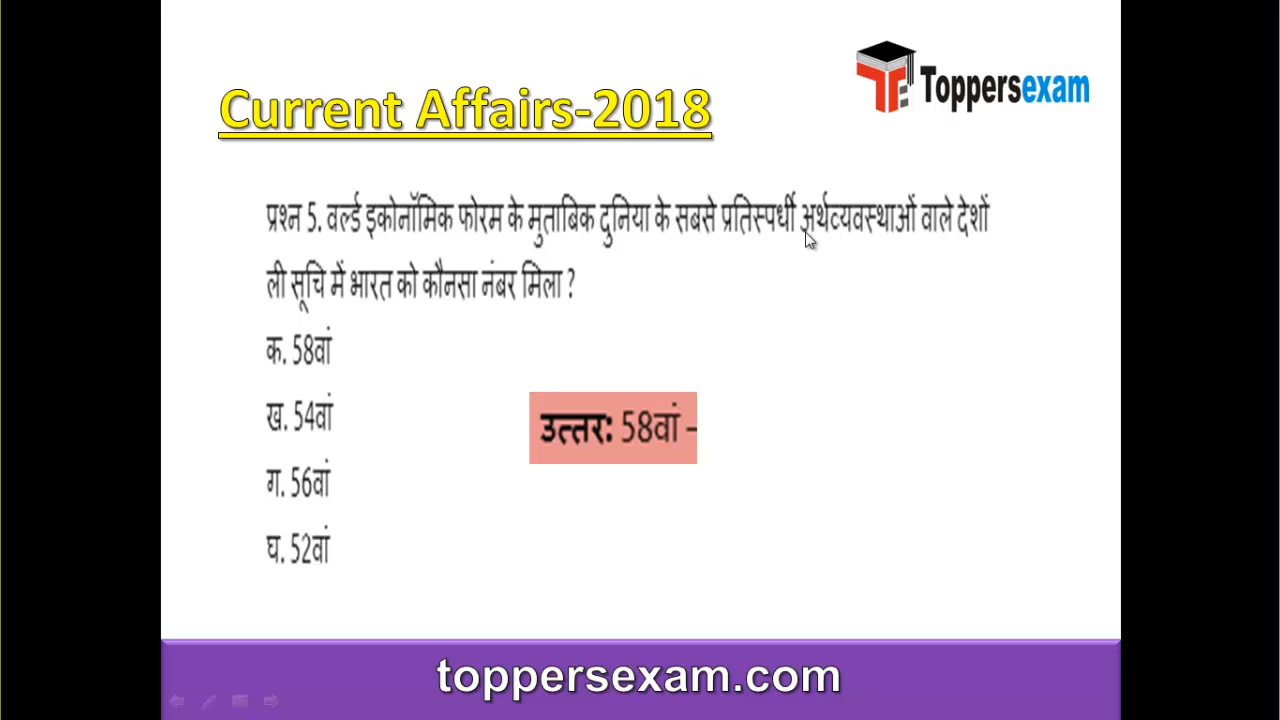 Current Affairs-2018
Toppersexam
प्रश्न 5. वर्ल्ड इकोनॉमिक फोरम के मुताबिक दुनिया के सबसे प्रतिस्पर्धी अर्थव्यवस्थाओं वाले देशों
ली सूचि में भारत को कौनसा नंबर मिला ?
क. 58वां
ख. 54वां
उत्तर: 58वां –
ग. 56वां
घ. 52वां
toppersexam.com